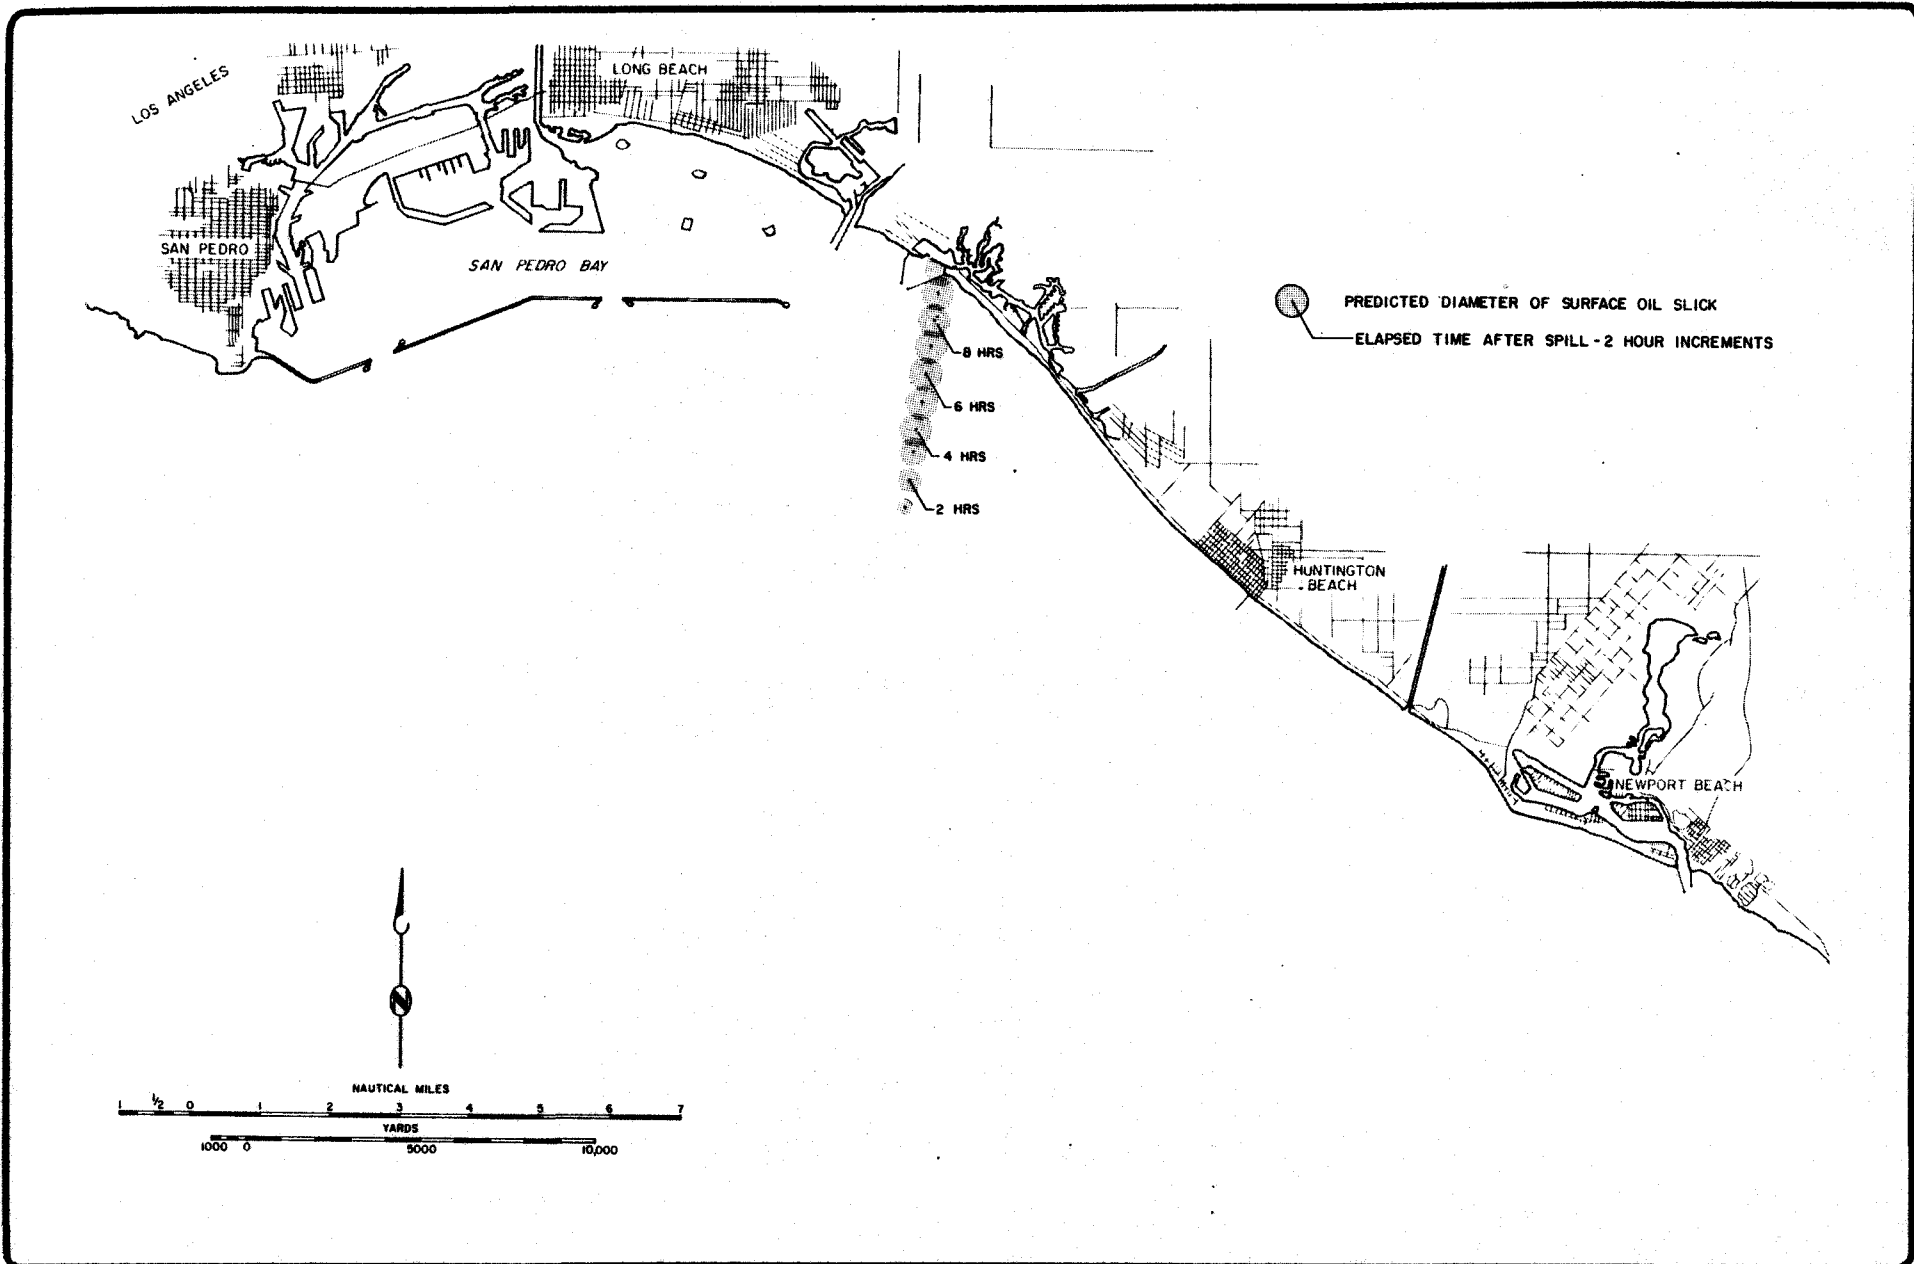 LOS ANGELES
LONG BEACH
SAN PEDRO
SAN PEDRO BAY
PREDICTED DIAMETER OF SURFACE OIL SLICK
ELAPSED TIME AFTER SPILL - 2 HOUR INCREMENTS
8 HRS
6 HRS
4 HRS
2 HRS
HUNTINGTON
BEACH
NEWPORT BEACH
N
NAUTICAL MILES
1 1/2 0 1 2 3 4 5 6 7
YARDS
1000 0 5000 10,000